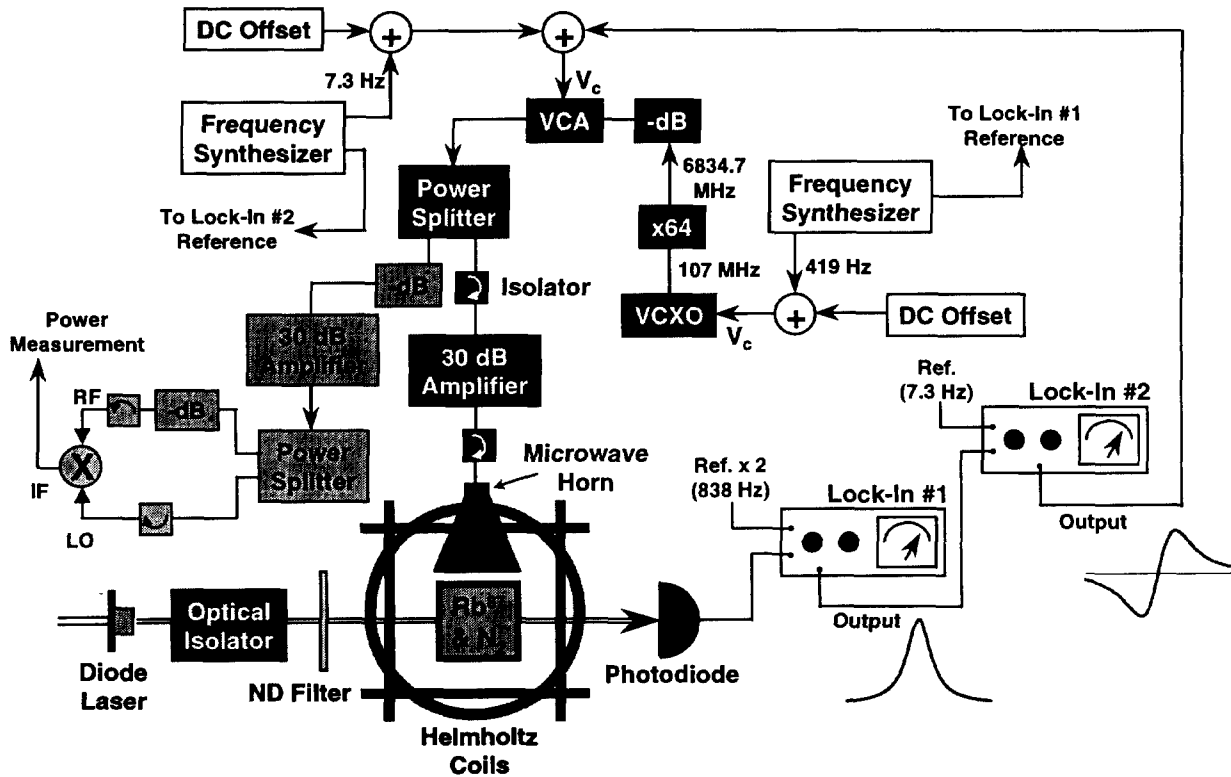 DC Offset
+
+
7.3 Hz
Vc
Frequency
Synthesizer
VCA
-dB
To Lock-In #1
Reference
6834.7
MHz
Power
Splitter
Frequency
Synthesizer
To Lock-In #2
Reference
x64
-dB
Isolator
107 MHz
419 Hz
Power
Measurement
30 dB
Amplifier
VCXO
Vc
+
DC Offset
30 dB
Amplifier
RF
-dB
Ref.
(7.3 Hz)
Lock-In #2
X
Power
Splitter
Microwave
Horn
IF
Ref. x 2
(838 Hz)
Lock-In #1
LO
Output
Optical
Isolator
Output
Photodiode
Diode
Laser
ND Filter
Helmholtz
Coils